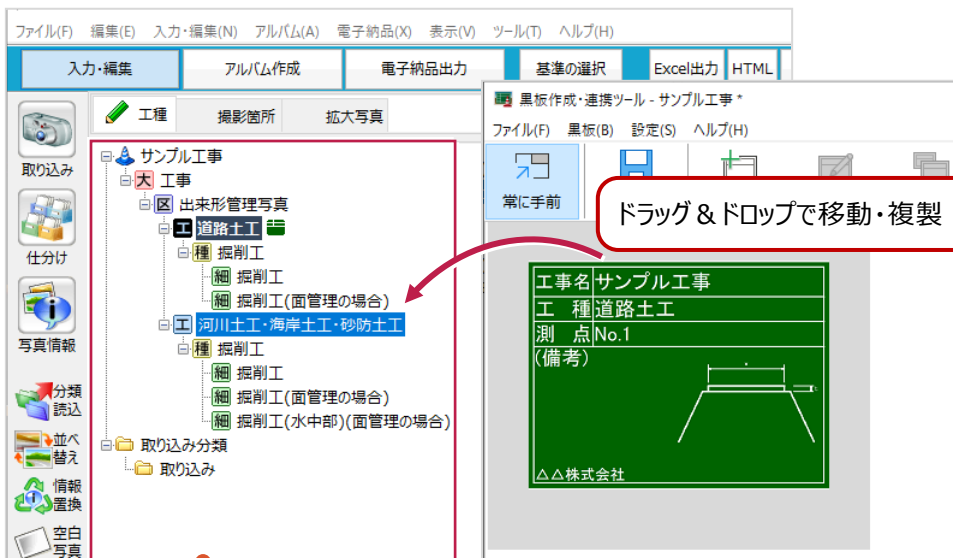 ファイル(F) 編集(E) 入力・編集(N) アルバム(A) 電子納品(X) 表示(V) ツール(T) ヘルプ(H)
入力・編集 アルバム作成 電子納品出力 基準の選択 Excel出力 HTML
工種 撮影箇所 拡大写真
取り込み
仕分け
写真情報
分類
読込
並べ
替え
情報
置換
空白
写真
サンプル工事
大 工事
区 出来形管理写真
工 道路土工
種 掘削工
細 掘削工
細 掘削工(面管理の場合)
工 河川土工・海岸土工・砂防土工
種 掘削工
細 掘削工
細 掘削工(面管理の場合)
細 掘削工(水中部)(面管理の場合)
取り込み分類
取り込み
黒板作成・連携ツール - サンプル工事 *
ファイル(F) 黒板(B) 設定(S) ヘルプ(H)
常に手前
ドラッグ＆ドロップで移動・複製
工事名 サンプル工事
工 種 道路土工
測 点 No.1
(備考)
△△株式会社